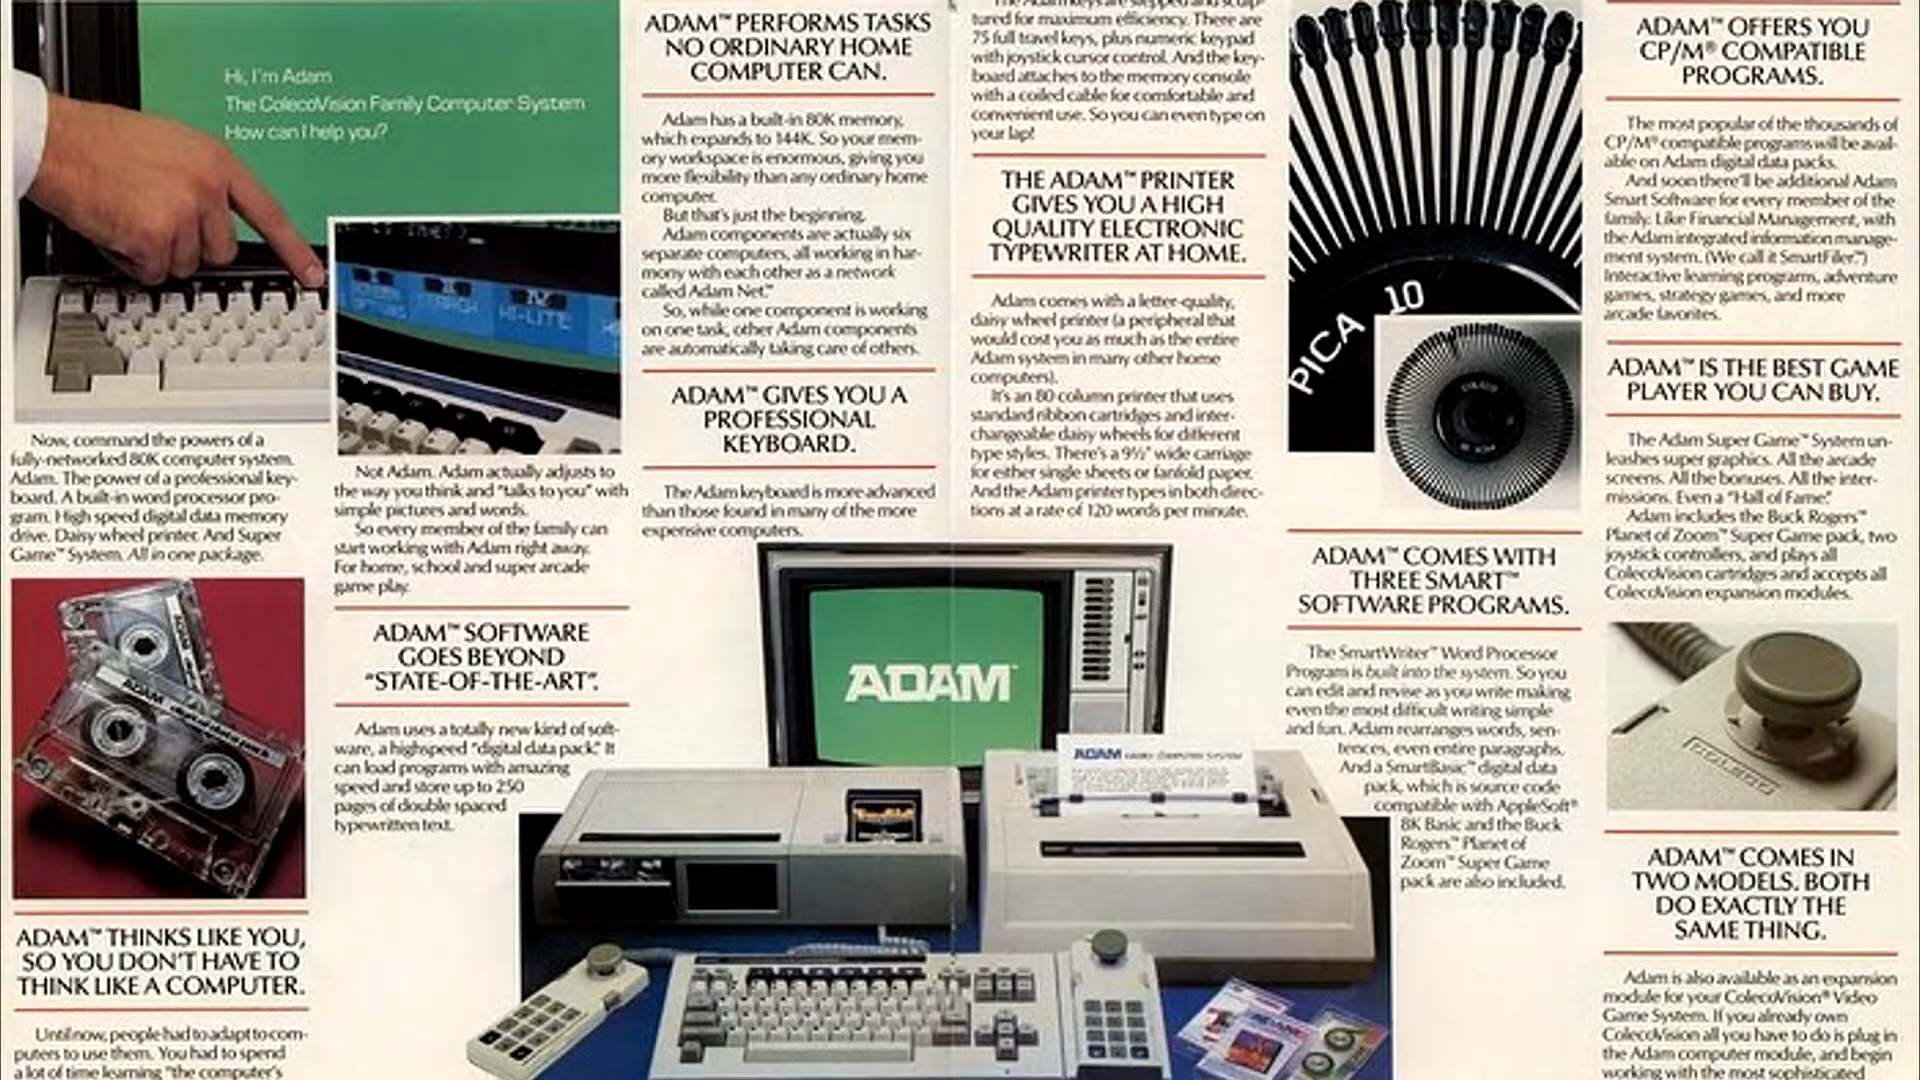 Hi, I'm Adam
The ColecoVision Family Computer System
How can I help you?
SEARCH
HI-LITE
Now, command the powers of a
fully-networked 80K computer system.
Adam. The power of a professional key-
board. A built-in word processor pro-
gram. High speed digital data memory
drive. Daisy wheel printer. And Super
Game™ System. All in one package.
ADAM digital data pack
ADAM™ THINKS LIKE YOU,
SO YOU DON'T HAVE TO
THINK LIKE A COMPUTER.
Until now, people had to adapt to com-
puters to use them. You had to spend
a lot of time learning "the computer's
Not Adam. Adam actually adjusts to
the way you think and "talks to you" with
simple pictures and words.
So every member of the family can
start working with Adam right away.
For home, school and super arcade
game play.
ADAM™ SOFTWARE
GOES BEYOND
"STATE-OF-THE-ART".
Adam uses a totally new kind of soft-
ware, a highspeed "digital data pack." It
can load programs with amazing
speed and store up to 250
pages of double spaced
typewritten text.
ADAM™ PERFORMS TASKS
NO ORDINARY HOME
COMPUTER CAN.
Adam has a built-in 80K memory,
which expands to 144K. So your mem-
ory workspace is enormous, giving you
more flexibility than any ordinary home
computer.
But that's just the beginning.
Adam components are actually six
separate computers, all working in har-
mony with each other as a network
called Adam Net.™
So, while one component is working
on one task, other Adam components
are automatically taking care of others.
ADAM™ GIVES YOU A
PROFESSIONAL
KEYBOARD.
The Adam keyboard is more advanced
than those found in many of the more
expensive computers.
The Adam keys are stepped and sculp-
tured for maximum efficiency. There are
75 full travel keys, plus numeric keypad
with joystick cursor control. And the key-
board attaches to the memory console
with a coiled cable for comfortable and
convenient use. So you can even type on
your lap!
THE ADAM™ PRINTER
GIVES YOU A HIGH
QUALITY ELECTRONIC
TYPEWRITER AT HOME.
Adam comes with a letter-quality,
daisy wheel printer (a peripheral that
would cost you as much as the entire
Adam system in many other home
computers).
It's an 80 column printer that uses
standard ribbon cartridges and inter-
changeable daisy wheels for different
type styles. There's a 9½" wide carriage
for either single sheets or fanfold paper.
And the Adam printer types in both direc-
tions at a rate of 120 words per minute.
ADAM™
ADAM FAMILY COMPUTER SYSTEM
PICA 10
ADAM™ COMES WITH
THREE SMART™
SOFTWARE PROGRAMS.
The SmartWriter™ Word Processor
Program is built into the system. So you
can edit and revise as you write making
even the most difficult writing simple
and fun. Adam rearranges words, sen-
tences, even entire paragraphs.
And a SmartBasic™ digital data
pack, which is source code
compatible with AppleSoft®
8K Basic and the Buck
Rogers™ Planet of
Zoom™ Super Game
pack are also included.
ADAM™ OFFERS YOU
CP/M® COMPATIBLE
PROGRAMS.
The most popular of the thousands of
CP/M® compatible programs will be avail-
able on Adam digital data packs.
And soon there'll be additional Adam
Smart Software for every member of the
family. Like Financial Management, with
the Adam integrated information manage-
ment system. (We call it SmartFiler.™)
Interactive learning programs, adventure
games, strategy games, and more
arcade favorites.
ADAM™ IS THE BEST GAME
PLAYER YOU CAN BUY.
The Adam Super Game™ System un-
leashes super graphics. All the arcade
screens. All the bonuses. All the inter-
missions. Even a "Hall of Fame."
Adam includes the Buck Rogers™
Planet of Zoom™ Super Game pack, two
joystick controllers, and plays all
ColecoVision cartridges and accepts all
ColecoVision expansion modules.
ADAM™ COMES IN
TWO MODELS. BOTH
DO EXACTLY THE
SAME THING.
Adam is also available as an expansion
module for your ColecoVision® Video
Game System. If you already own
ColecoVision all you have to do is plug in
the Adam computer module, and begin
working with the most sophisticated